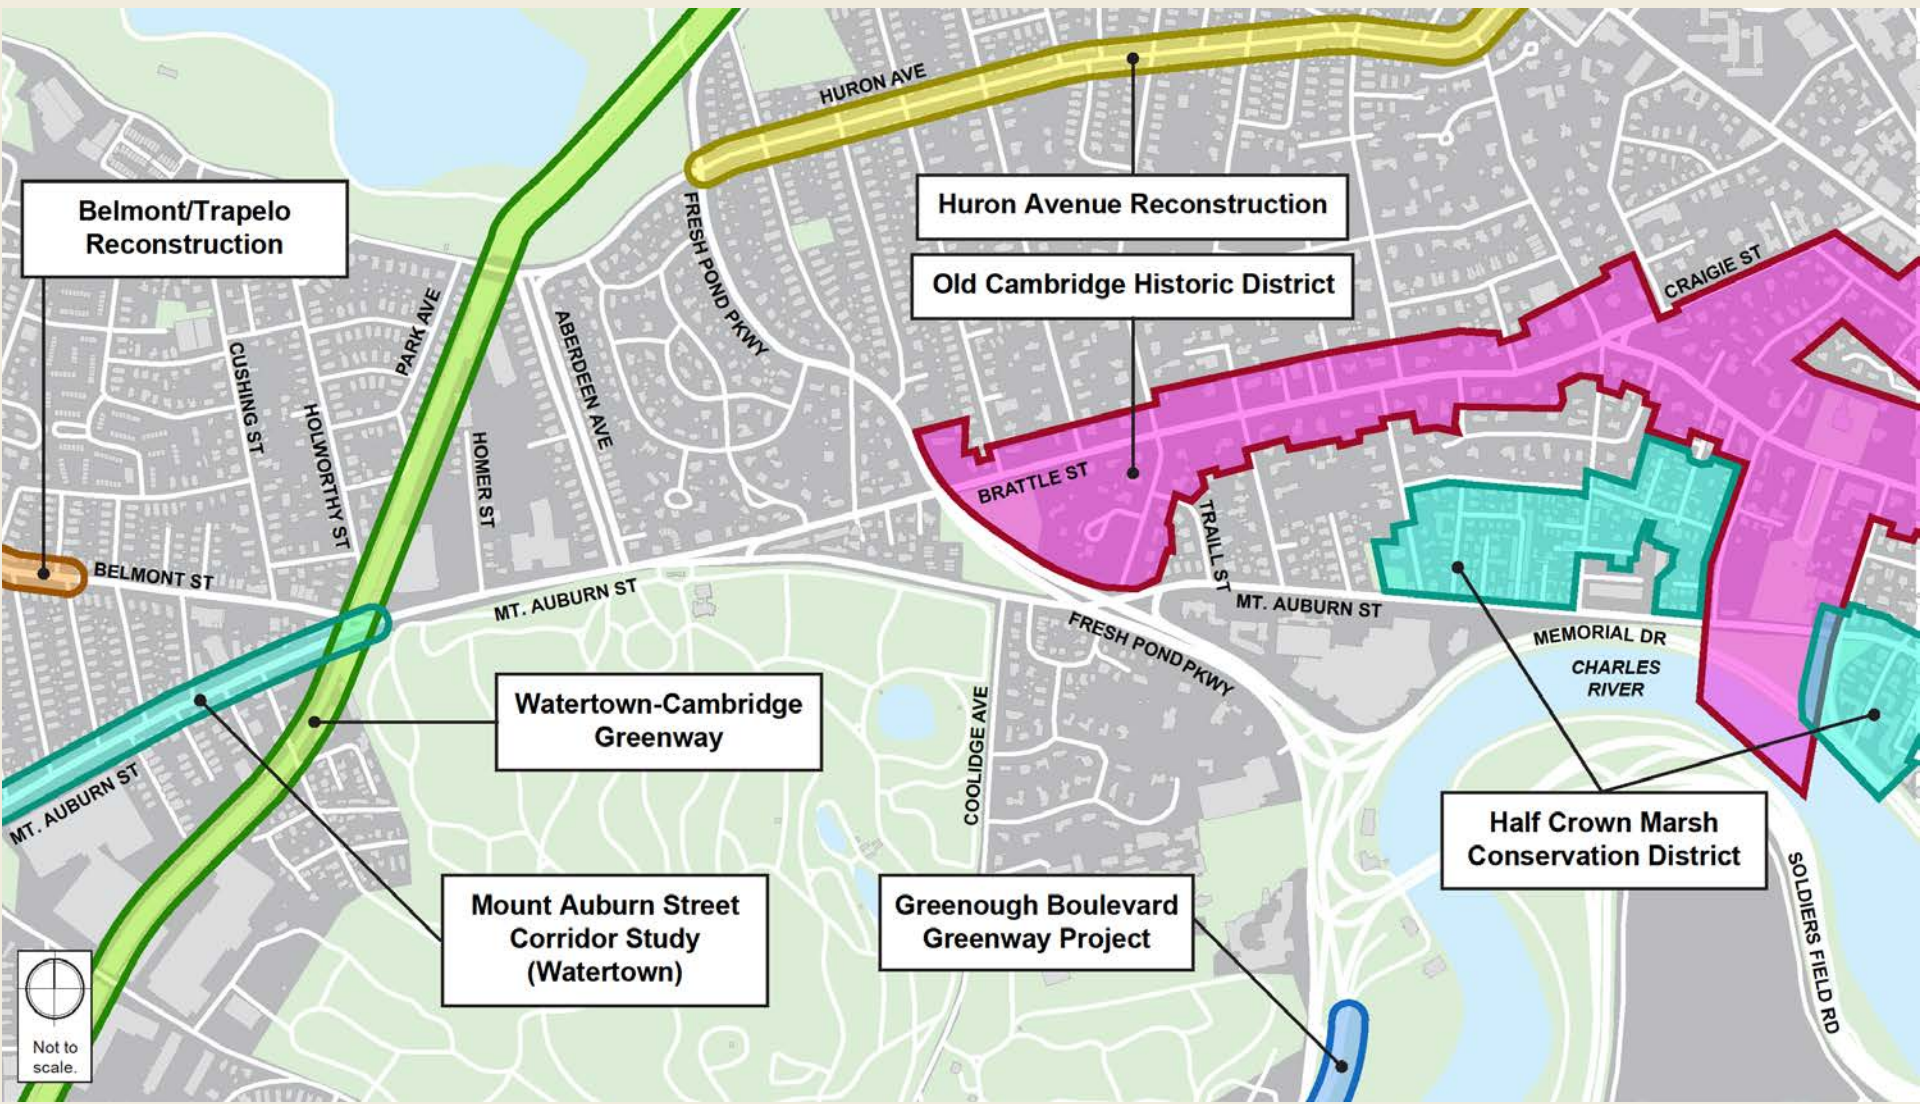 HURON AVE
Belmont/Trapelo
Reconstruction
Huron Avenue Reconstruction
FRESH POND PKWY
Old Cambridge Historic District
CRAIGIE ST
PARK AVE
ABERDEEN AVE
CUSHING ST
HOLWORTHY ST
HOMER ST
BRATTLE ST
TRAILL ST
BELMONT ST
MT. AUBURN ST
MT. AUBURN ST
FRESH POND PKWY
MEMORIAL DR
CHARLES
RIVER
Watertown-Cambridge
Greenway
COOLIDGE AVE
MT. AUBURN ST
Half Crown Marsh
Conservation District
SOLDIERS FIELD RD
Mount Auburn Street
Corridor Study
(Watertown)
Greenough Boulevard
Greenway Project
Not to
scale.